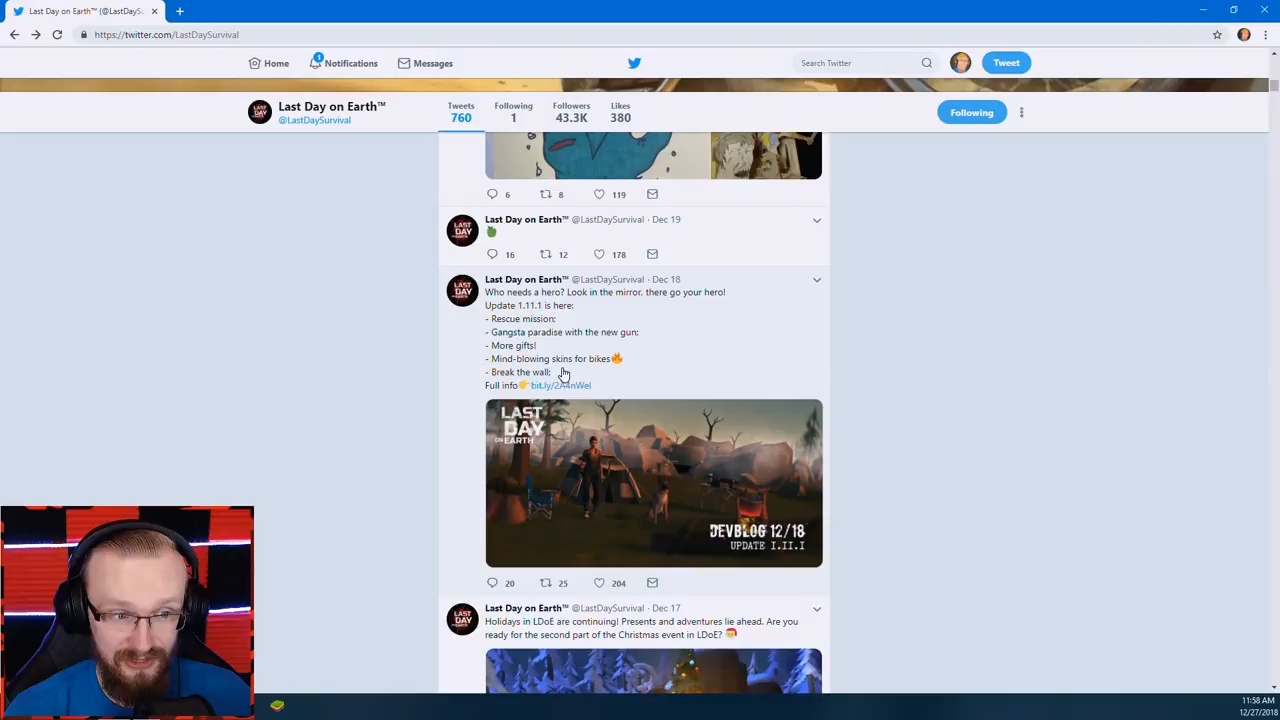 Last Day on Earth™ (@LastDayS
https://twitter.com/LastDaySurvival
Home
1
Notifications
Messages
Search Twitter
Tweet
Last Day on Earth™
@LastDaySurvival
Tweets
760
Following
1
Followers
43.3K
Likes
380
Following
6
8
119
Last Day on Earth™ @LastDaySurvival · Dec 19
16
12
178
Last Day on Earth™ @LastDaySurvival · Dec 18
Who needs a hero? Look in the mirror, there go your hero!
Update 1.11.1 is here:
- Rescue mission;
- Gangsta paradise with the new gun;
- More gifts!
- Mind-blowing skins for bikes🔥
- Break the wall;
Full info👉
LAST
DAY
ON EARTH
DEVBLOG 12/18
UPDATE 1.11.1
20
25
204
Last Day on Earth™ @LastDaySurvival · Dec 17
Holidays in LDoE are continuing! Presents and adventures lie ahead. Are you
ready for the second part of the Christmas event in LDoE? 🎅
11:58 AM
12/27/2018